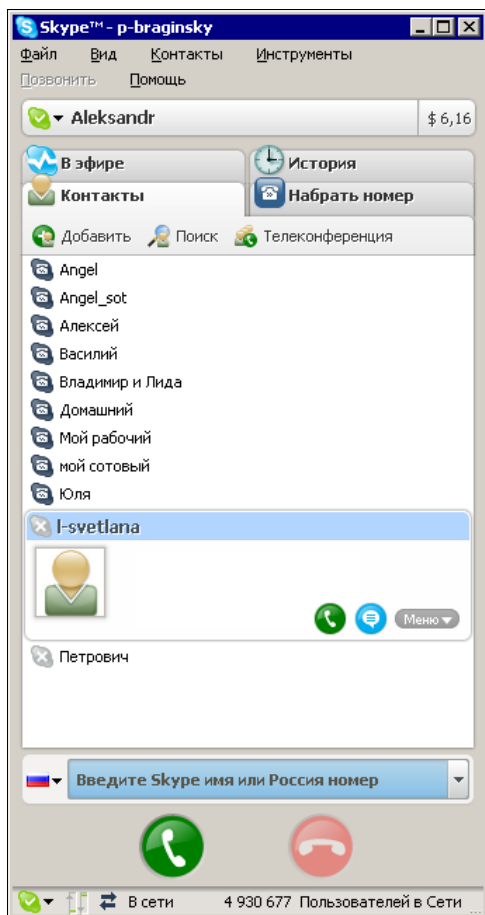 Skype™ - p-braginsky
Файл Вид Контакты Инструменты
Позвонить Помощь
Aleksandr $ 6,16
В эфире История
Контакты Набрать номер
Добавить Поиск Телеконференция
Angel
Angel_sot
Алексей
Василий
Владимир и Лида
Домашний
Мой рабочий
мой сотовый
Юля
l-svetlana
Меню
Петрович
Введите Skype имя или Россия номер
В сети 4 930 677 Пользователей в Сети